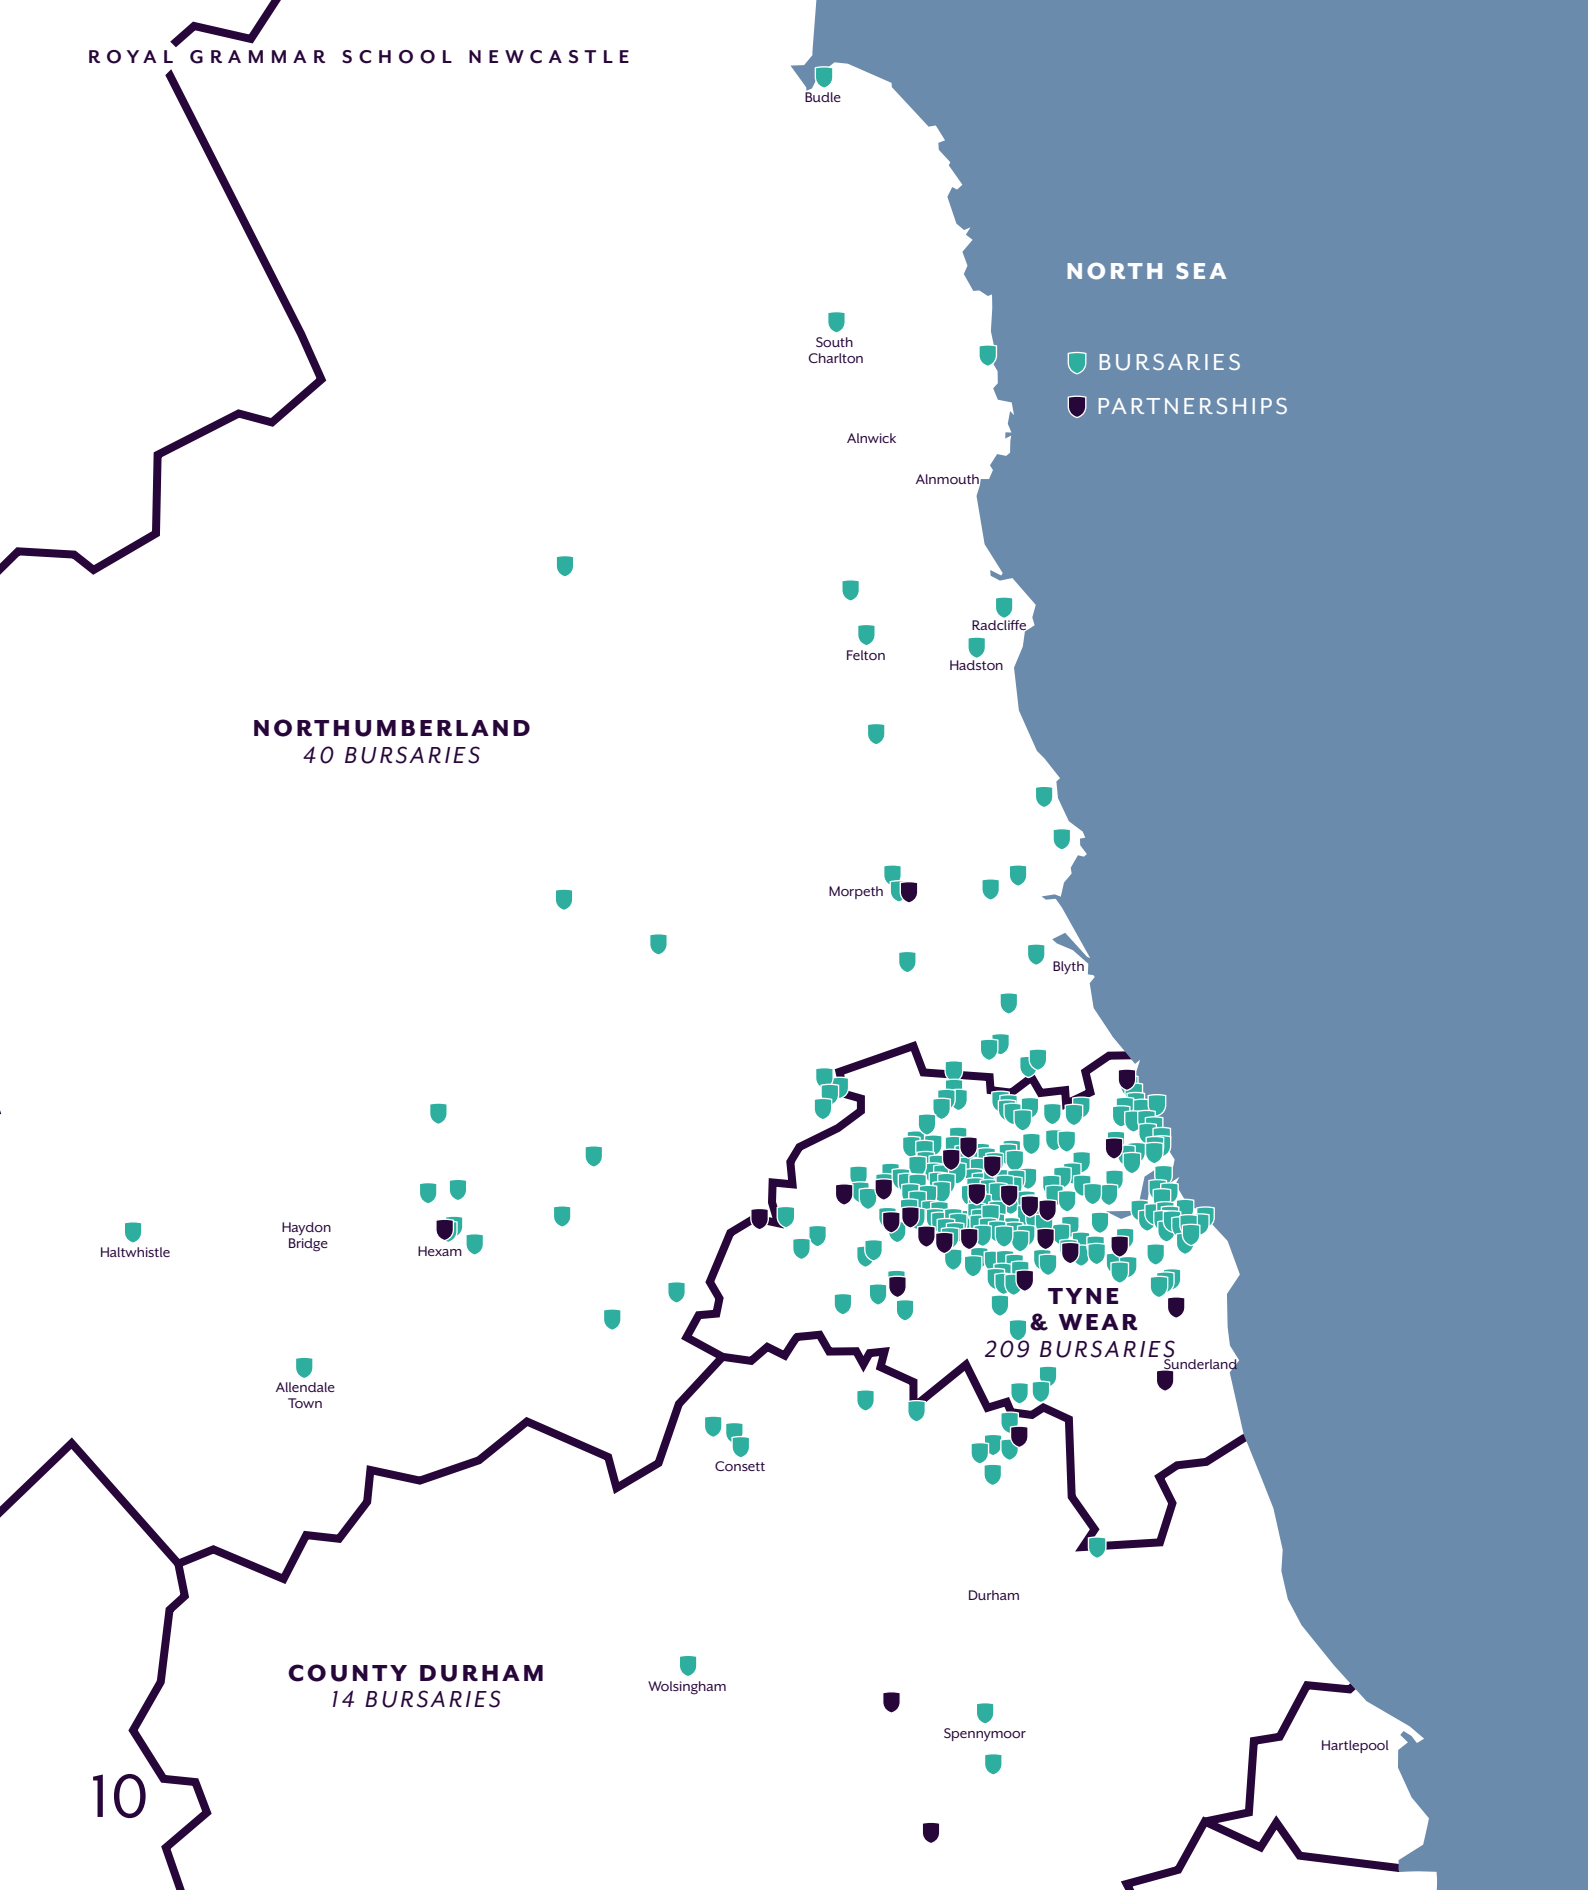 ROYAL GRAMMAR SCHOOL NEWCASTLE
Budle
NORTH SEA
South
Charlton
BURSARIES
PARTNERSHIPS
Alnwick
Alnmouth
Radcliffe
Felton
Hadston
NORTHUMBERLAND
40 BURSARIES
Morpeth
Blyth
Haydon
Bridge
Haltwhistle
Hexam
TYNE
& WEAR
209 BURSARIES
Sunderland
Allendale
Town
Consett
Durham
COUNTY DURHAM
14 BURSARIES
Wolsingham
Spennymoor
Hartlepool
10